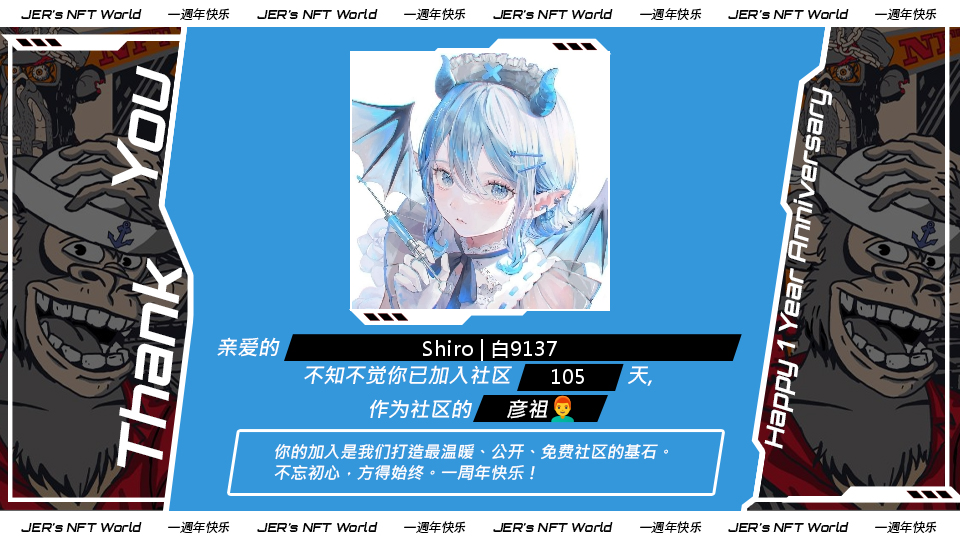 JER's NFT World 一週年快乐 JER's NFT World 一週年快乐 JER's NFT World 一週年快乐 JER's NFT World 一週年快乐
Thank You
Happy 1 Year Anniversary
亲爱的 Shiro | 白9137
不知不觉你已加入社区 105 天,
作为社区的 彦祖👨‍🦰
你的加入是我们打造最温暖、公开、免费社区的基石。
不忘初心，方得始终。一周年快乐！
JER's NFT World 一週年快乐 JER's NFT World 一週年快乐 JER's NFT World 一週年快乐 JER's NFT World 一週年快乐